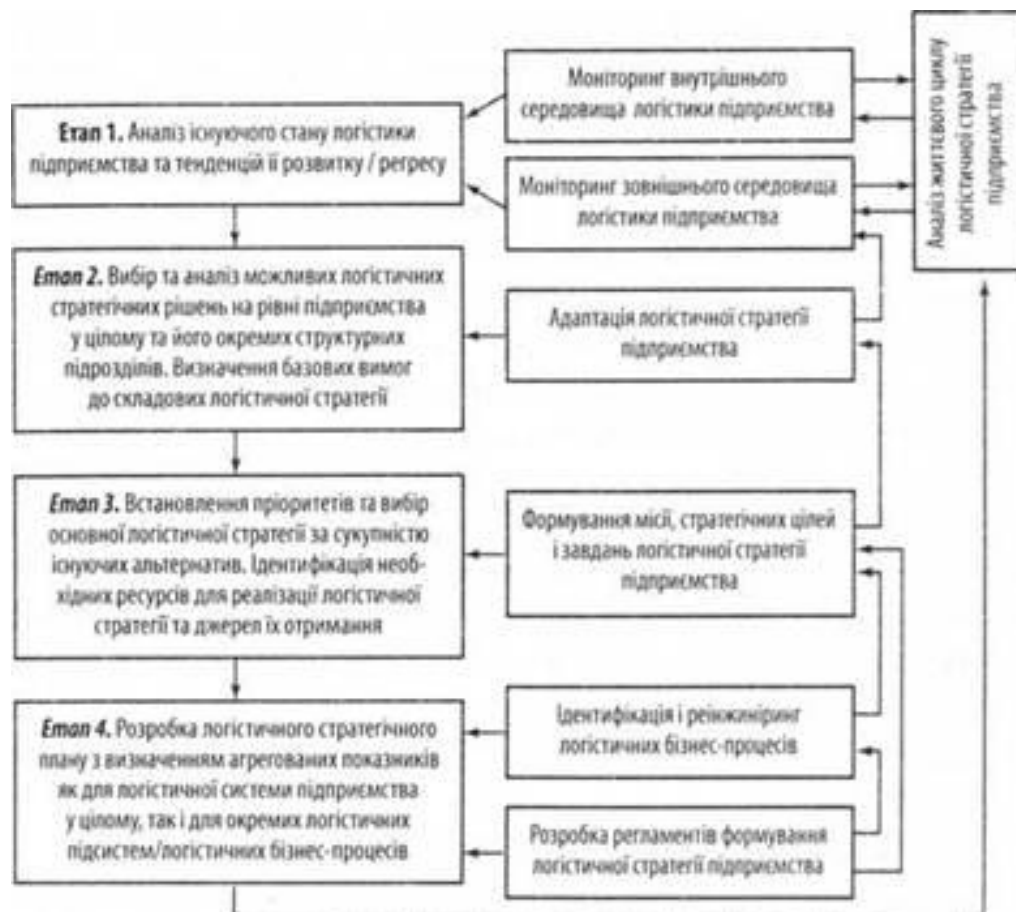 Моніторинг внутрішнього
середовища логістики підприємства
Аналіз життєвого циклу
логістичної стратегії
підприємства
Етап 1. Аналіз існуючого стану логістики
підприємства та тенденцій її розвитку / регресу
Моніторинг зовнішнього середовища
логістики підприємства
Етап 2. Вибір та аналіз можливих логістичних
стратегічних рішень на рівні підприємства
у цілому та його окремих структурних
підрозділів. Визначення базових вимог
до складових логістичної стратегії
Адаптація логістичної стратегії
підприємства
Етап 3. Встановлення пріоритетів та вибір
основної логістичної стратегії за сукупністю
існуючих альтернатив. Ідентифікація необ-
хідних ресурсів для реалізації логістичної
стратегії та джерел їх отримання
Формування місії, стратегічних цілей
і завдань логістичної стратегії
підприємства
Етап 4. Розробка логістичного стратегічного
плану з визначенням агрегованих показників
як для логістичної системи підприємства
у цілому, так і для окремих логістичних
підсистем/логістичних бізнес-процесів
Ідентифікація і реінжиніринг
логістичних бізнес-процесів
Розробка регламентів формування
логістичної стратегії підприємства